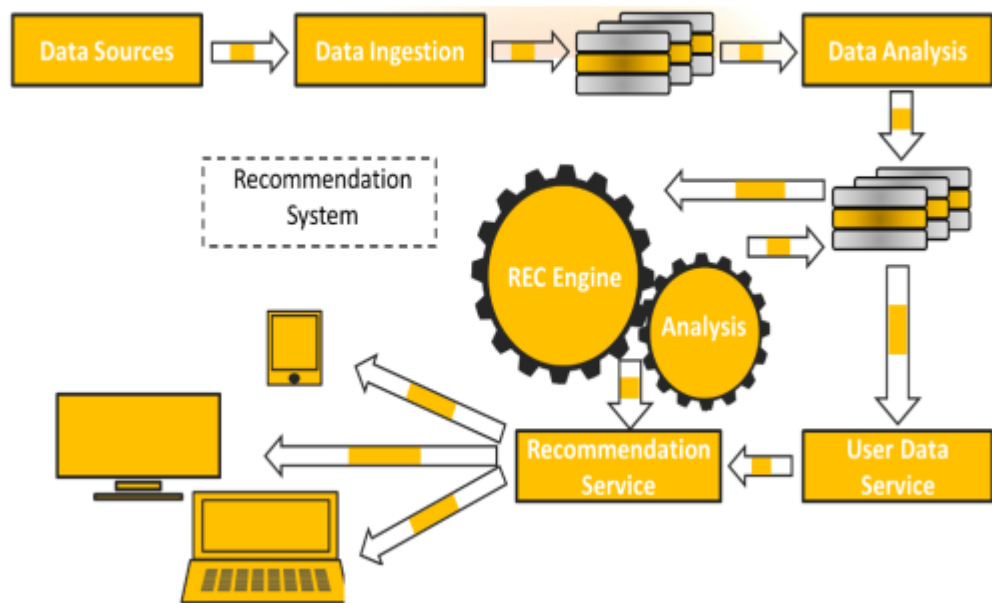 Data Sources
Data Ingestion
Data Analysis
Recommendation
System
REC Engine
Analysis
Recommendation
Service
User Data
Service